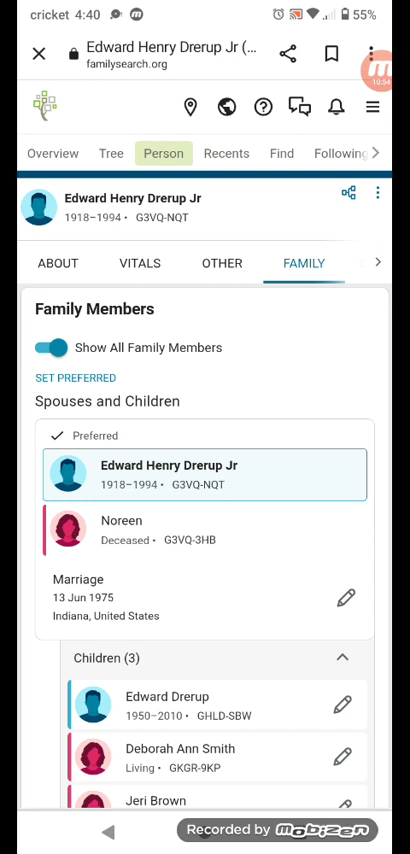 cricket 4:40
55%
Edward Henry Drerup Jr (...
familysearch.org
10:54
Overview Tree Person Recents Find Following
Edward Henry Drerup Jr
1918–1994 • G3VQ-NQT
ABOUT VITALS OTHER FAMILY
Family Members
Show All Family Members
SET PREFERRED
Spouses and Children
Preferred
Edward Henry Drerup Jr
1918–1994 • G3VQ-NQT
Noreen
Deceased • G3VQ-3HB
Marriage
13 Jun 1975
Indiana, United States
Children (3)
Edward Drerup
1950–2010 • GHLD-SBW
Deborah Ann Smith
Living • GKGR-9KP
Jeri Brown
Recorded by mobizen